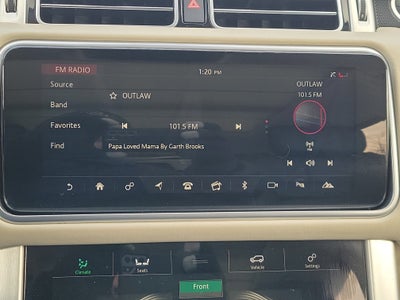 FM RADIO
1:20 PM
Source
OUTLAW
OUTLAW
101.5 FM
Band
Favorites
101.5 FM
Find
Papa Loved Mama By Garth Brooks
Climate
Seats
Vehicle
Settings
Front